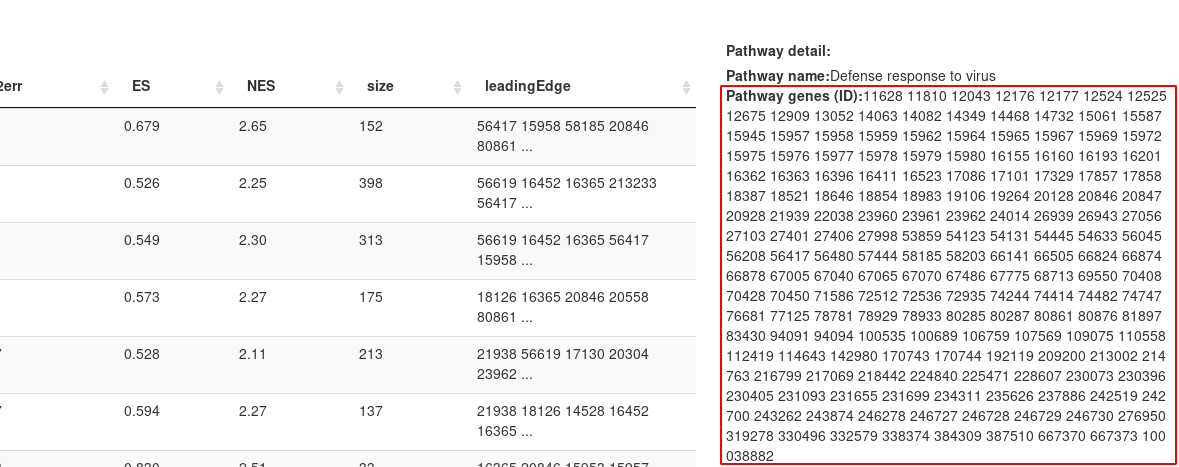 2err ES NES size leadingEdge
0.679 2.65 152 56417 15958 58185 20846
80861 ...
0.526 2.25 398 56619 16452 16365 213233
56417 ...
0.549 2.30 313 56619 16452 16365 56417
15958 ...
0.573 2.27 175 18126 16365 20846 20558
80861 ...
0.528 2.11 213 21938 56619 17130 20304
23962 ...
0.594 2.27 137 21938 18126 14528 16452
16365 ...
Pathway detail:
Pathway name:Defense response to virus
Pathway genes (ID):11628 11810 12043 12176 12177 12524 12525
12675 12909 13052 14063 14082 14349 14468 14732 15061 15587
15945 15957 15958 15959 15962 15964 15965 15967 15969 15972
15975 15976 15977 15978 15979 15980 16155 16160 16193 16201
16362 16363 16396 16411 16523 17086 17101 17329 17857 17858
18387 18521 18646 18854 18983 19106 19264 20128 20846 20847
20928 21939 22038 23960 23961 23962 24014 26939 26943 27056
27103 27401 27406 27998 53859 54123 54131 54445 54633 56045
56208 56417 56480 57444 58185 58203 66141 66505 66824 66874
66878 67005 67040 67065 67070 67486 67775 68713 69550 70408
70428 70450 71586 72512 72536 72935 74244 74414 74482 74747
76681 77125 78781 78929 78933 80285 80287 80861 80876 81897
83430 94091 94094 100535 100689 106759 107569 109075 110558
112419 114643 142980 170743 170744 192119 209200 213002 214
763 216799 217069 218442 224840 225471 228607 230073 230396
230405 231093 231655 231699 234311 235626 237886 242519 242
700 243262 243874 246278 246727 246728 246729 246730 276950
319278 330496 332579 338374 384309 387510 667370 667373 100
038882